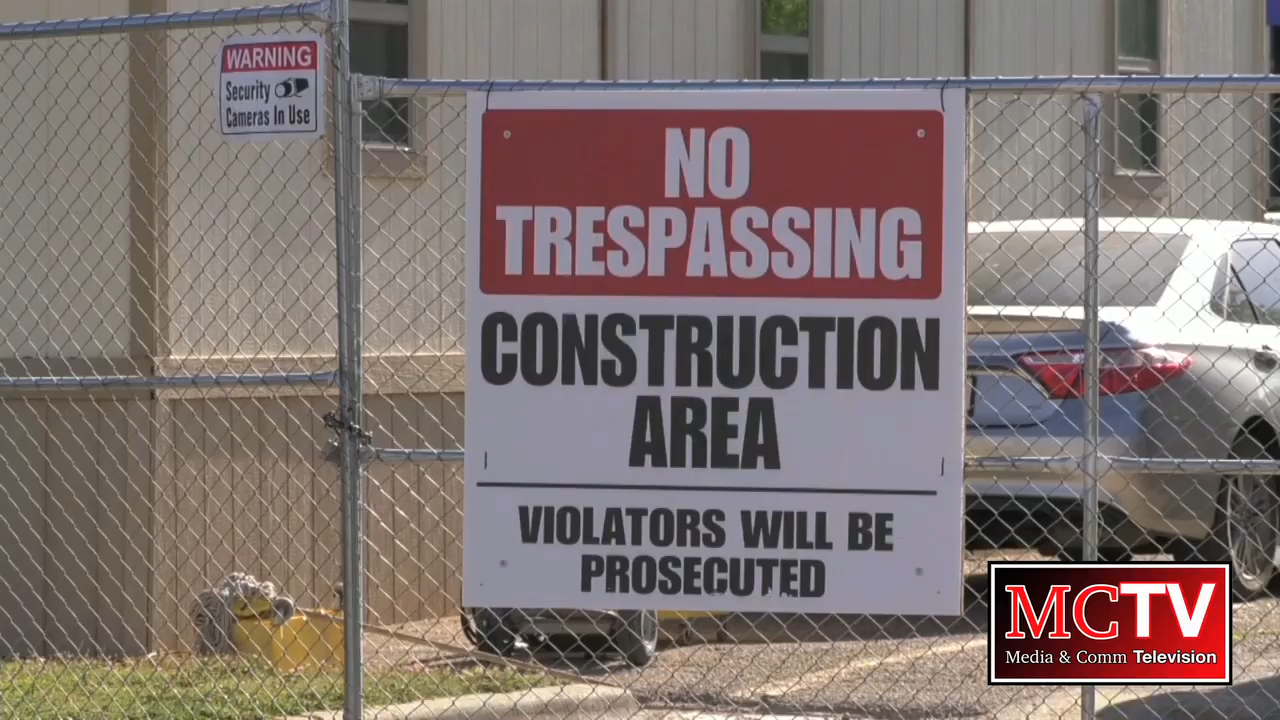 WARNING
Security
Cameras In Use
NO
TRESPASSING
CONSTRUCTION
AREA
VIOLATORS WILL BE
PROSECUTED
MCTV
Media & Comm Television